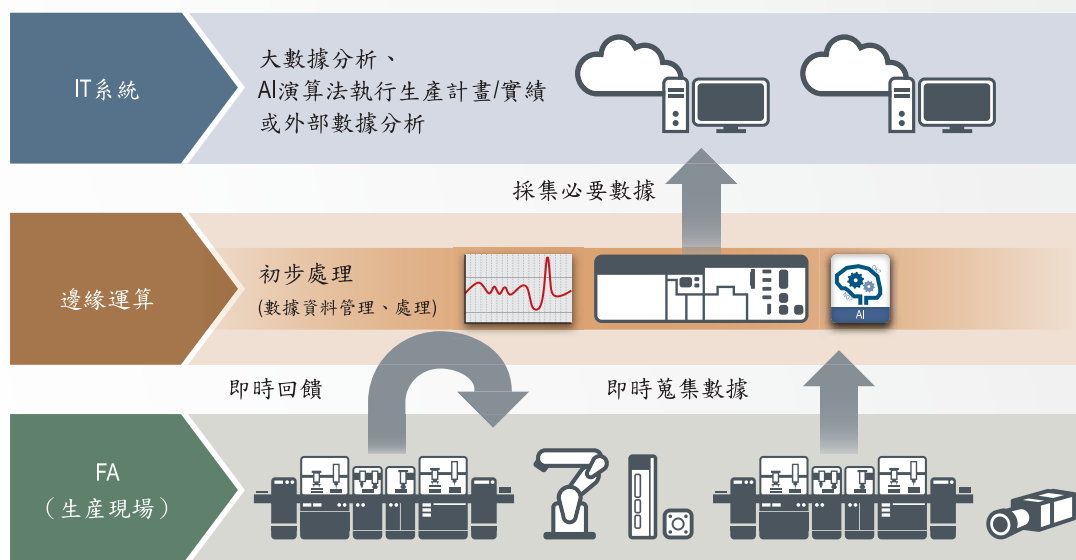 IT系統
大數據分析、
AI演算法執行生產計畫/實績
或外部數據分析
採集必要數據
邊緣運算
初步處理
(數據資料管理、處理)
AI
即時回饋
即時蒐集數據
FA
（生產現場）